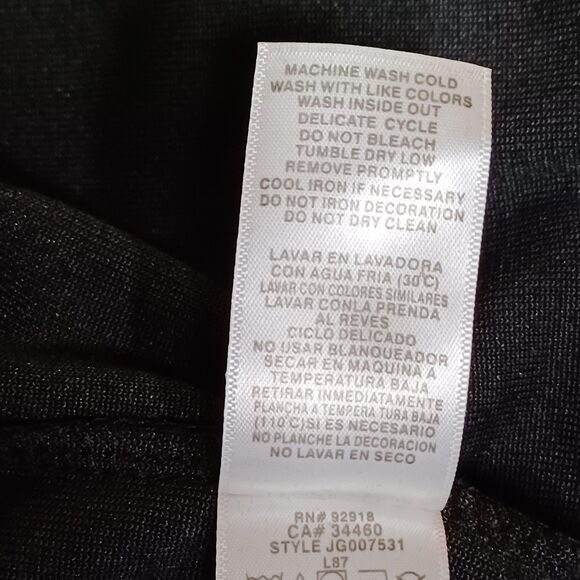 MACHINE WASH COLD
WASH WITH LIKE COLORS
WASH INSIDE OUT
DELICATE CYCLE
DO NOT BLEACH
TUMBLE DRY LOW
REMOVE PROMPTLY
COOL IRON IF NECESSARY
DO NOT IRON DECORATION
DO NOT DRY CLEAN
LAVAR EN LAVADORA
CON AGUA FRIA (30°C)
LAVAR CON COLORES SIMILARES
LAVAR CONLA PRENDA
AL REVES
CICLO DELICADO
NO USAR BLANQUEADOR
SECAR EN MAQUINA A
TEMPERATURA BAJA
RETIRAR INMEDIATAMENTE
PLANCHA A TEMPERA TURA BAJA
(110°C)SI ES NECESARIO
NO PLANCHE LA DECORACION
NO LAVAR EN SECO
RN# 92918
CA# 34460
STYLE JG007531
L87